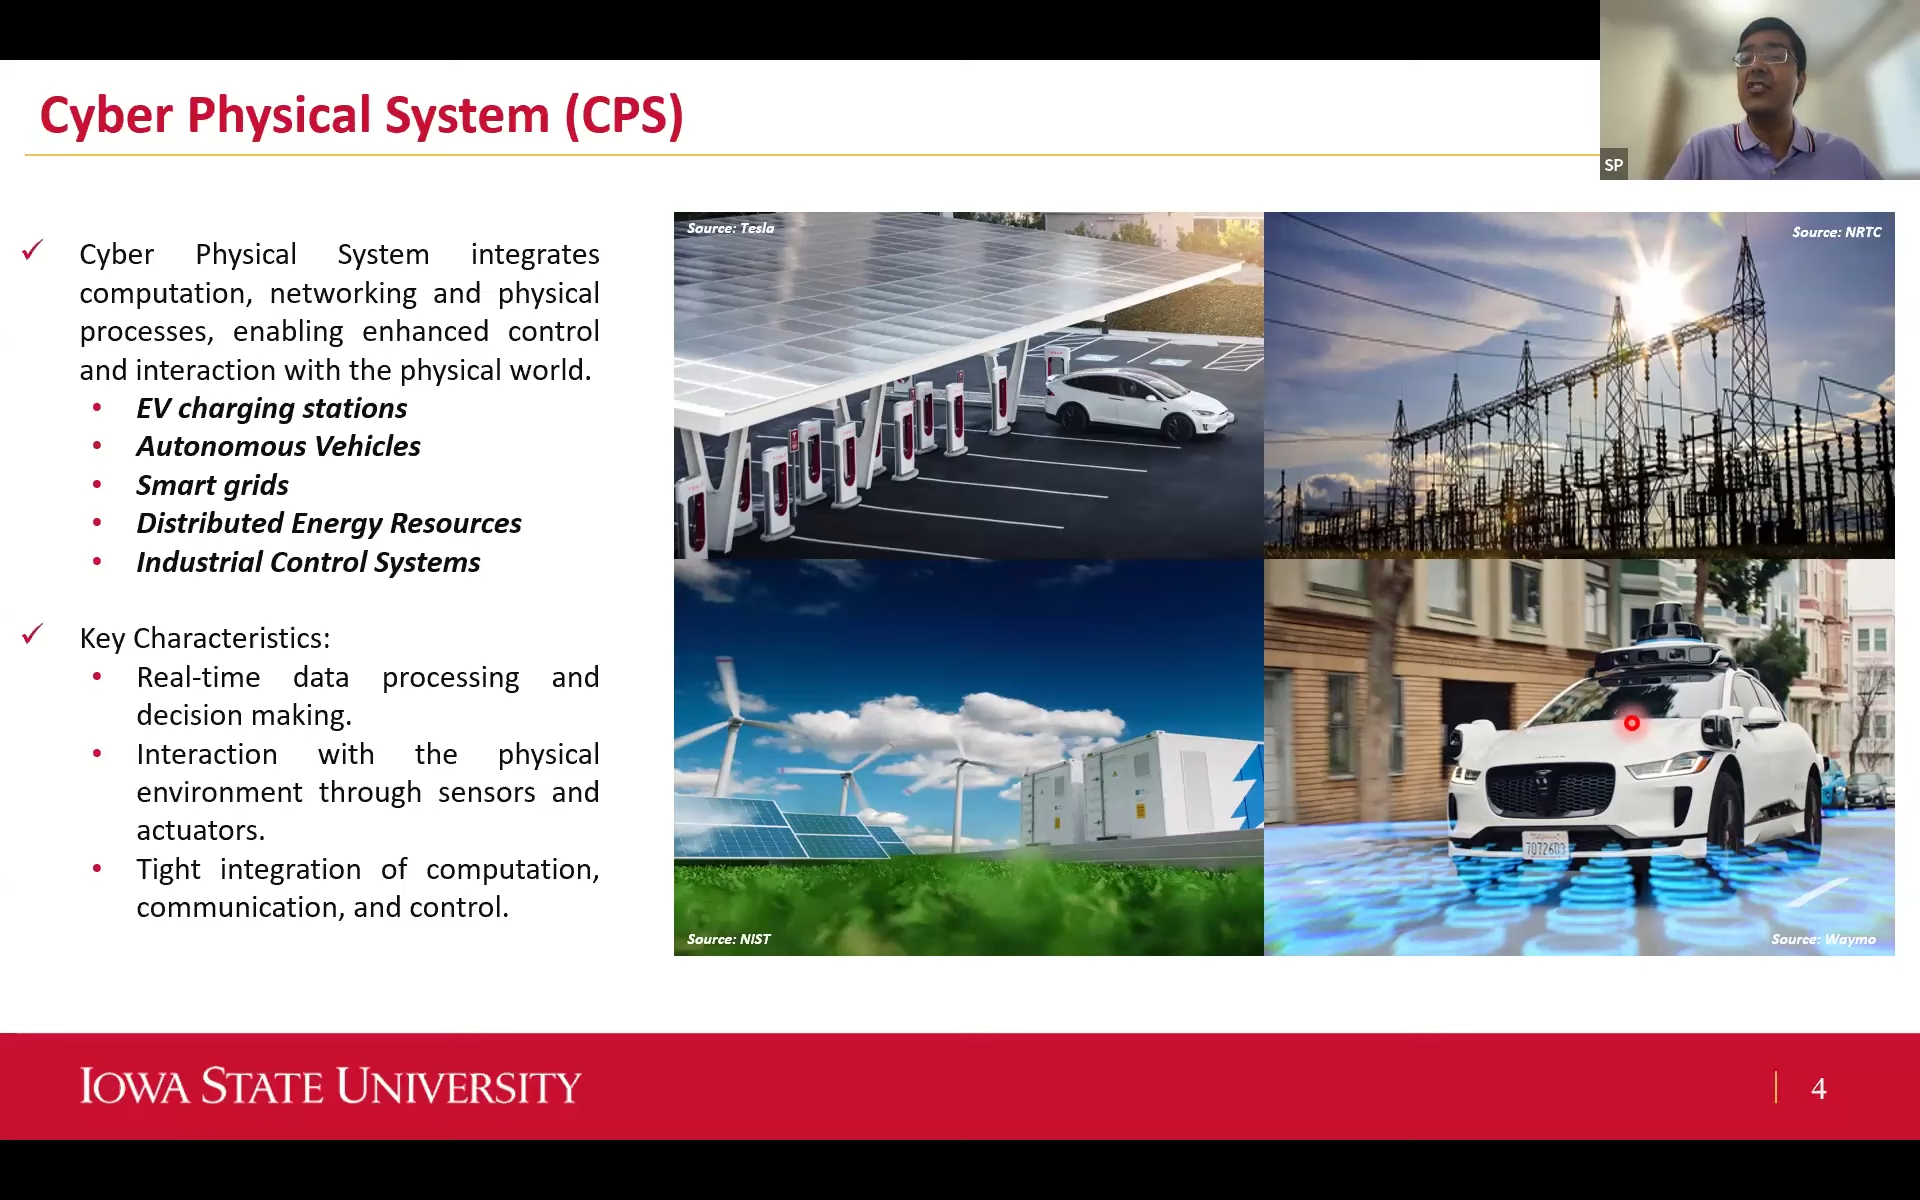 Cyber Physical System (CPS)
SP
Cyber Physical System integrates
computation, networking and physical
processes, enabling enhanced control
and interaction with the physical world.
• EV charging stations
• Autonomous Vehicles
• Smart grids
• Distributed Energy Resources
• Industrial Control Systems
Key Characteristics:
• Real-time data processing and
decision making.
• Interaction with the physical
environment through sensors and
actuators.
• Tight integration of computation,
communication, and control.
Source: Tesla
Source: NRTC
Source: NIST
7072603
Source: Waymo
IOWA STATE UNIVERSITY
4